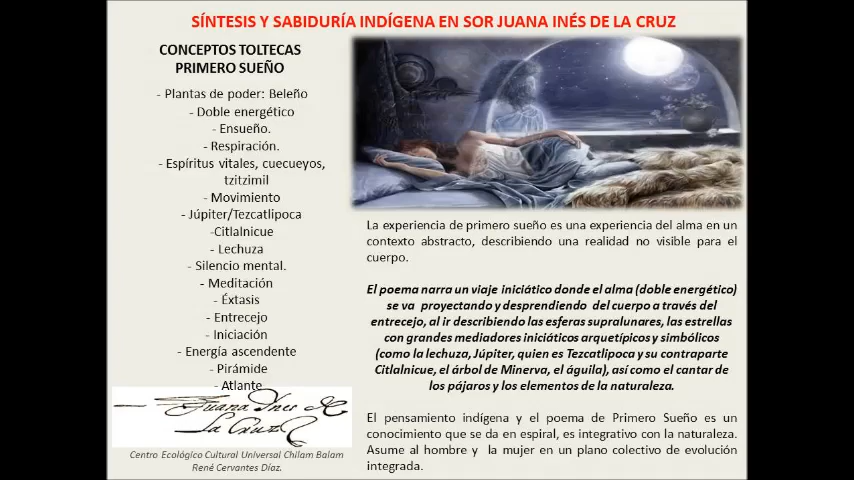 SÍNTESIS Y SABIDURÍA INDÍGENA EN SOR JUANA INÉS DE LA CRUZ
CONCEPTOS TOLTECAS
PRIMERO SUEÑO
- Plantas de poder: Beleño
- Doble energético
- Ensueño.
- Respiración.
- Espíritus vitales, cuecueyos,
tzitzimil
- Movimiento
- Júpiter/Tezcatlipoca
-Citlalnicue
- Lechuza
- Silencio mental.
- Meditación
- Éxtasis
- Entrecejo
- Iniciación
- Energía ascendente
- Pirámide
- Atlante
Juana Ines de
la Cruz
Centro Ecológico Cultural Universal Chilam Balam
René Cervantes Díaz.
La experiencia de primero sueño es una experiencia del alma en un
contexto abstracto, describiendo una realidad no visible para el
cuerpo.
El poema narra un viaje iniciático donde el alma (doble energético)
se va proyectando y desprendiendo del cuerpo a través del
entrecejo, al ir describiendo las esferas supralunares, las estrellas
con grandes mediadores iniciáticos arquetípicos y simbólicos
(como la lechuza, Júpiter, quien es Tezcatlipoca y su contraparte
Citlalnicue, el árbol de Minerva, el águila), así como el cantar de
los pájaros y los elementos de la naturaleza.
El pensamiento indígena y el poema de Primero Sueño es un
conocimiento que se da en espiral, es integrativo con la naturaleza.
Asume al hombre y la mujer en un plano colectivo de evolución
integrada.